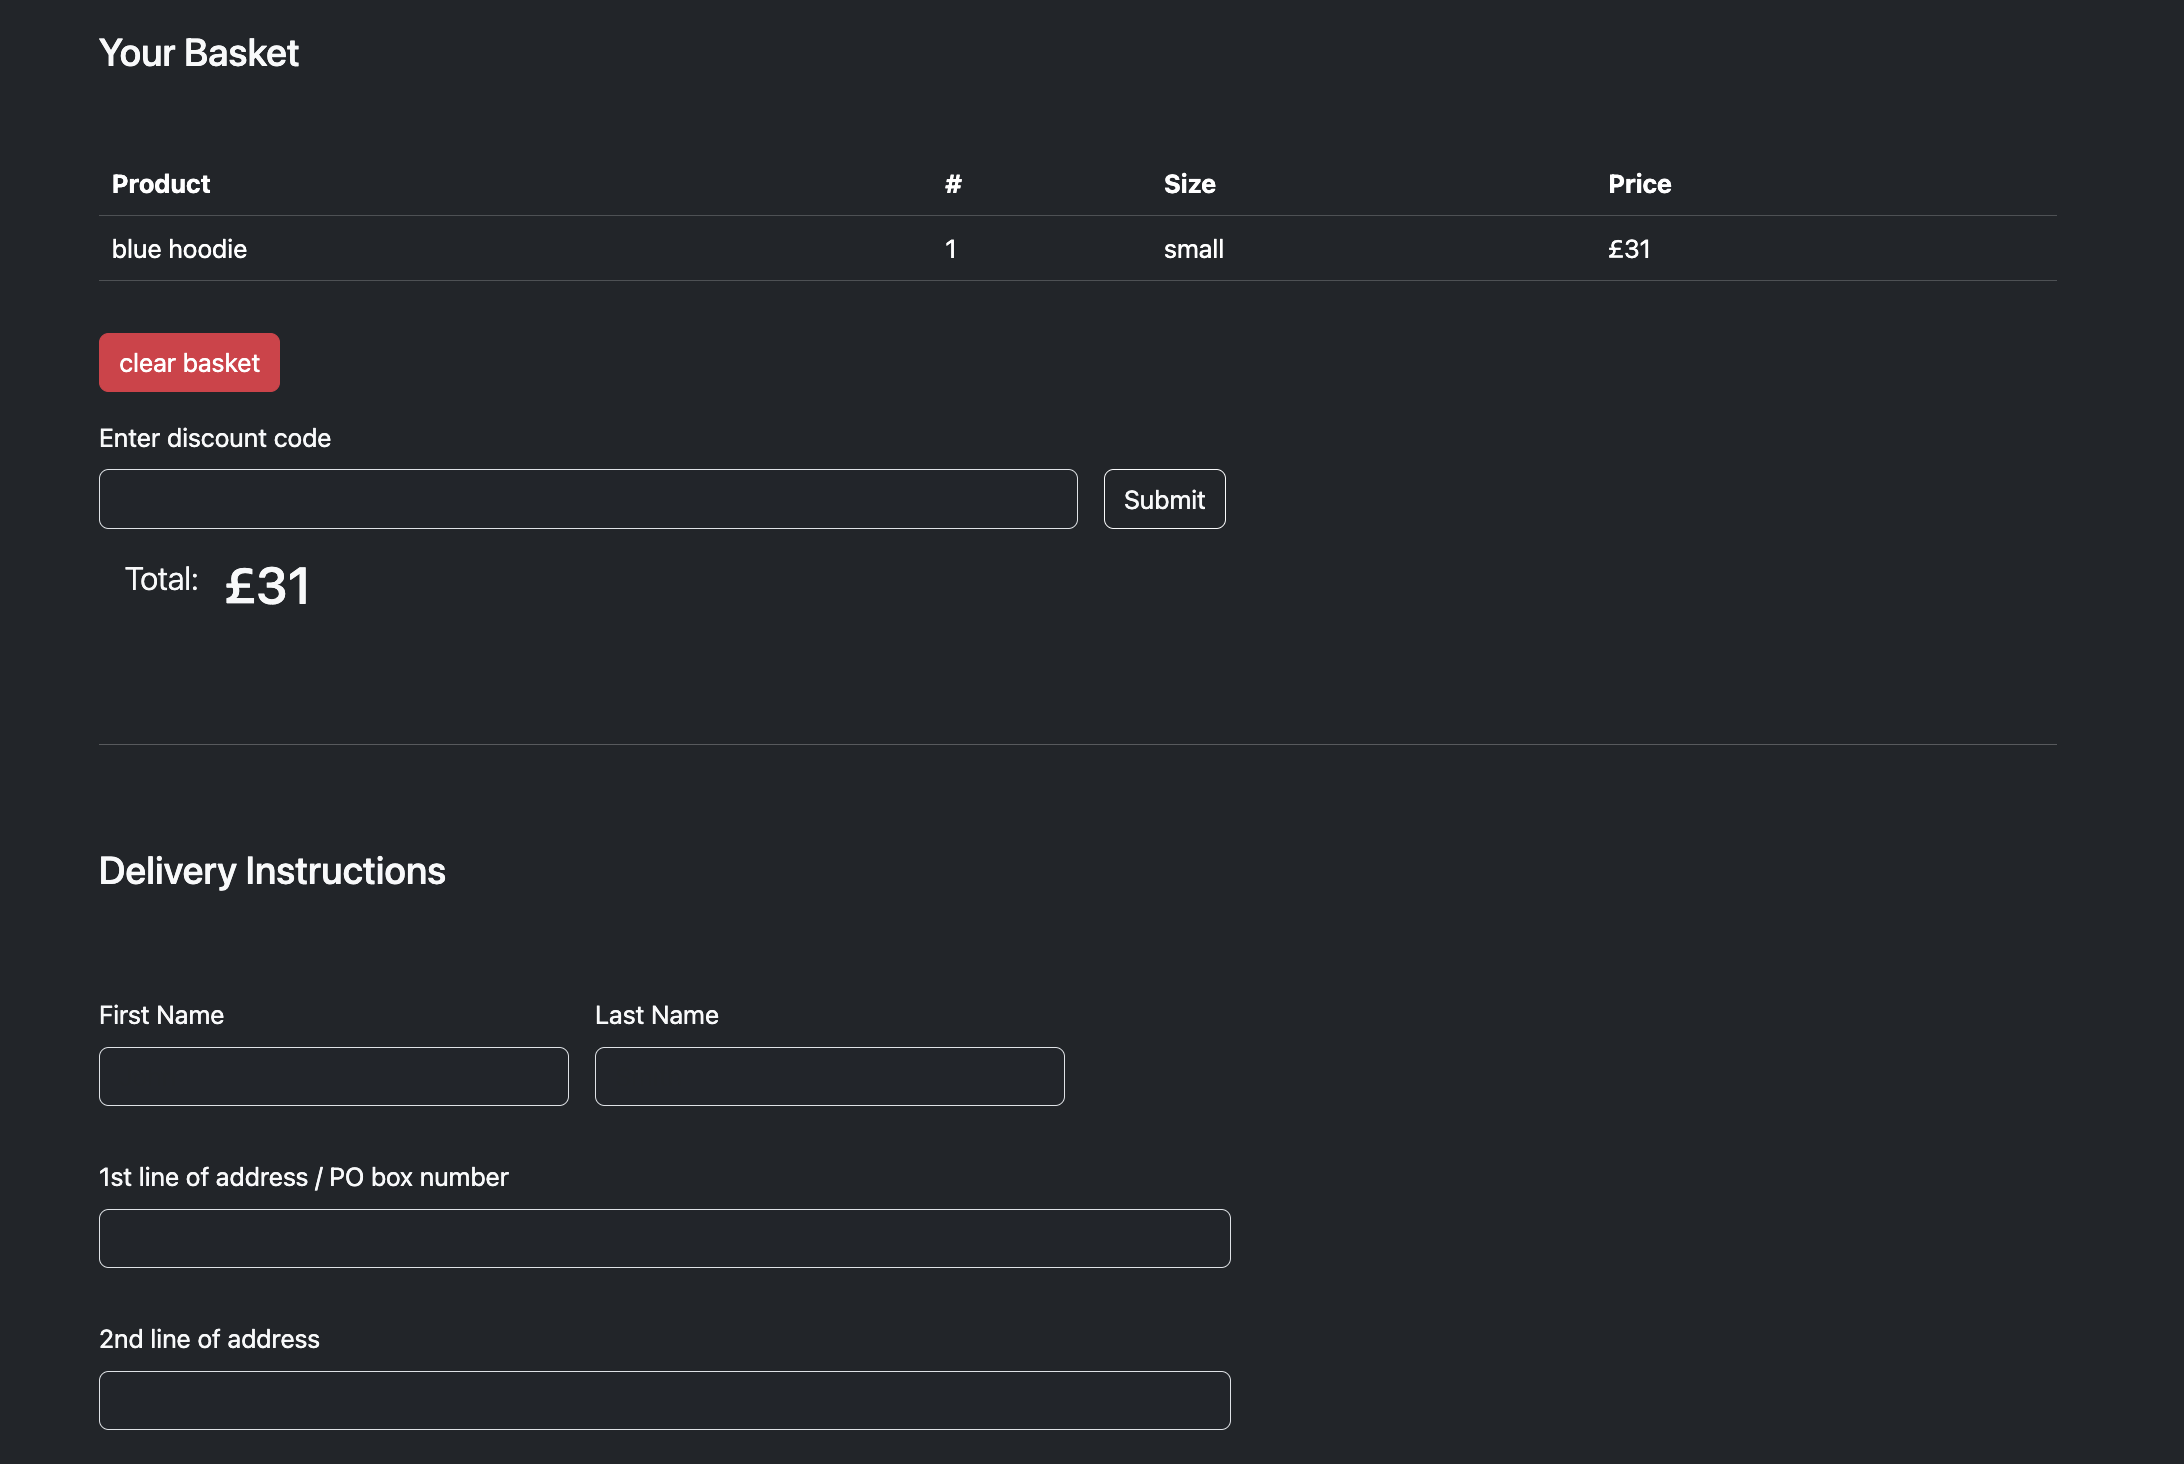 Your Basket
Product # Size Price
blue hoodie 1 small £31
clear basket
Enter discount code
Submit
Total: £31
Delivery Instructions
First Name Last Name
1st line of address / PO box number
2nd line of address